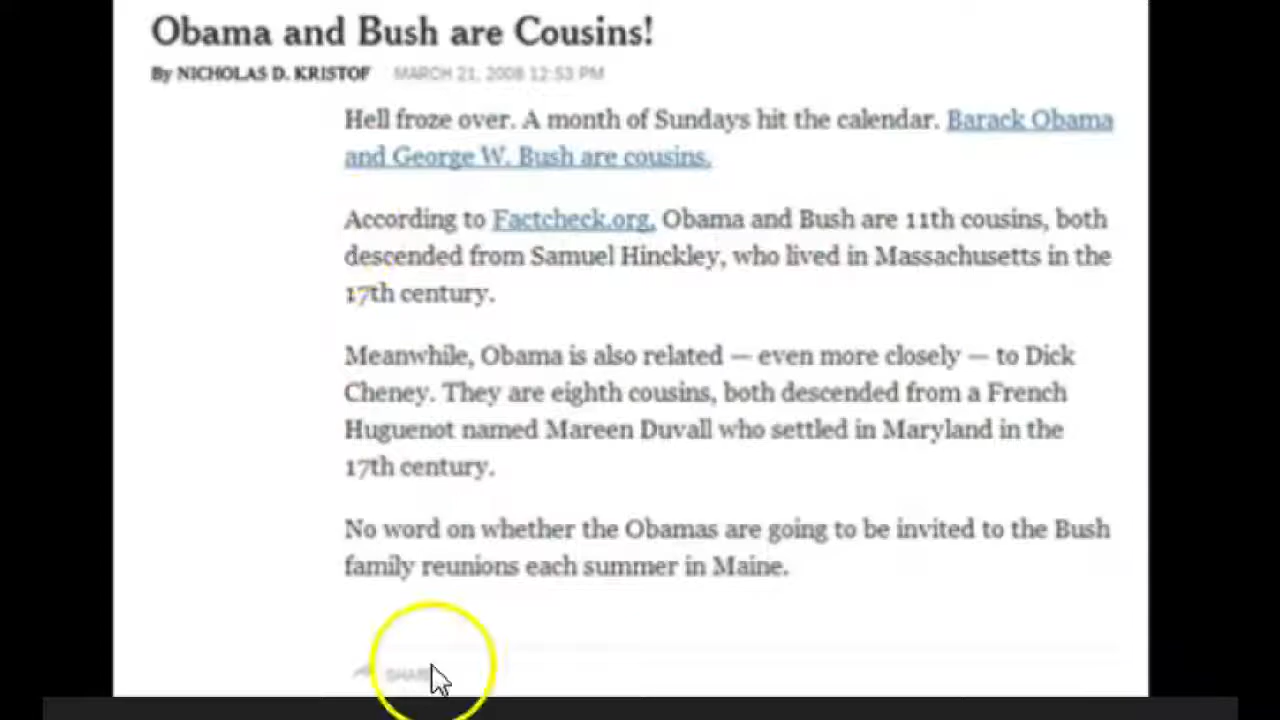 Obama and Bush are Cousins!
By NICHOLAS D. KRISTOF MARCH 21, 2008 12:53 PM
Hell froze over. A month of Sundays hit the calendar. Barack Obama
and George W. Bush are cousins.
According to Factcheck.org, Obama and Bush are 11th cousins, both
descended from Samuel Hinckley, who lived in Massachusetts in the
17th century.
Meanwhile, Obama is also related — even more closely — to Dick
Cheney. They are eighth cousins, both descended from a French
Huguenot named Mareen Duvall who settled in Maryland in the
17th century.
No word on whether the Obamas are going to be invited to the Bush
family reunions each summer in Maine.
SHARE